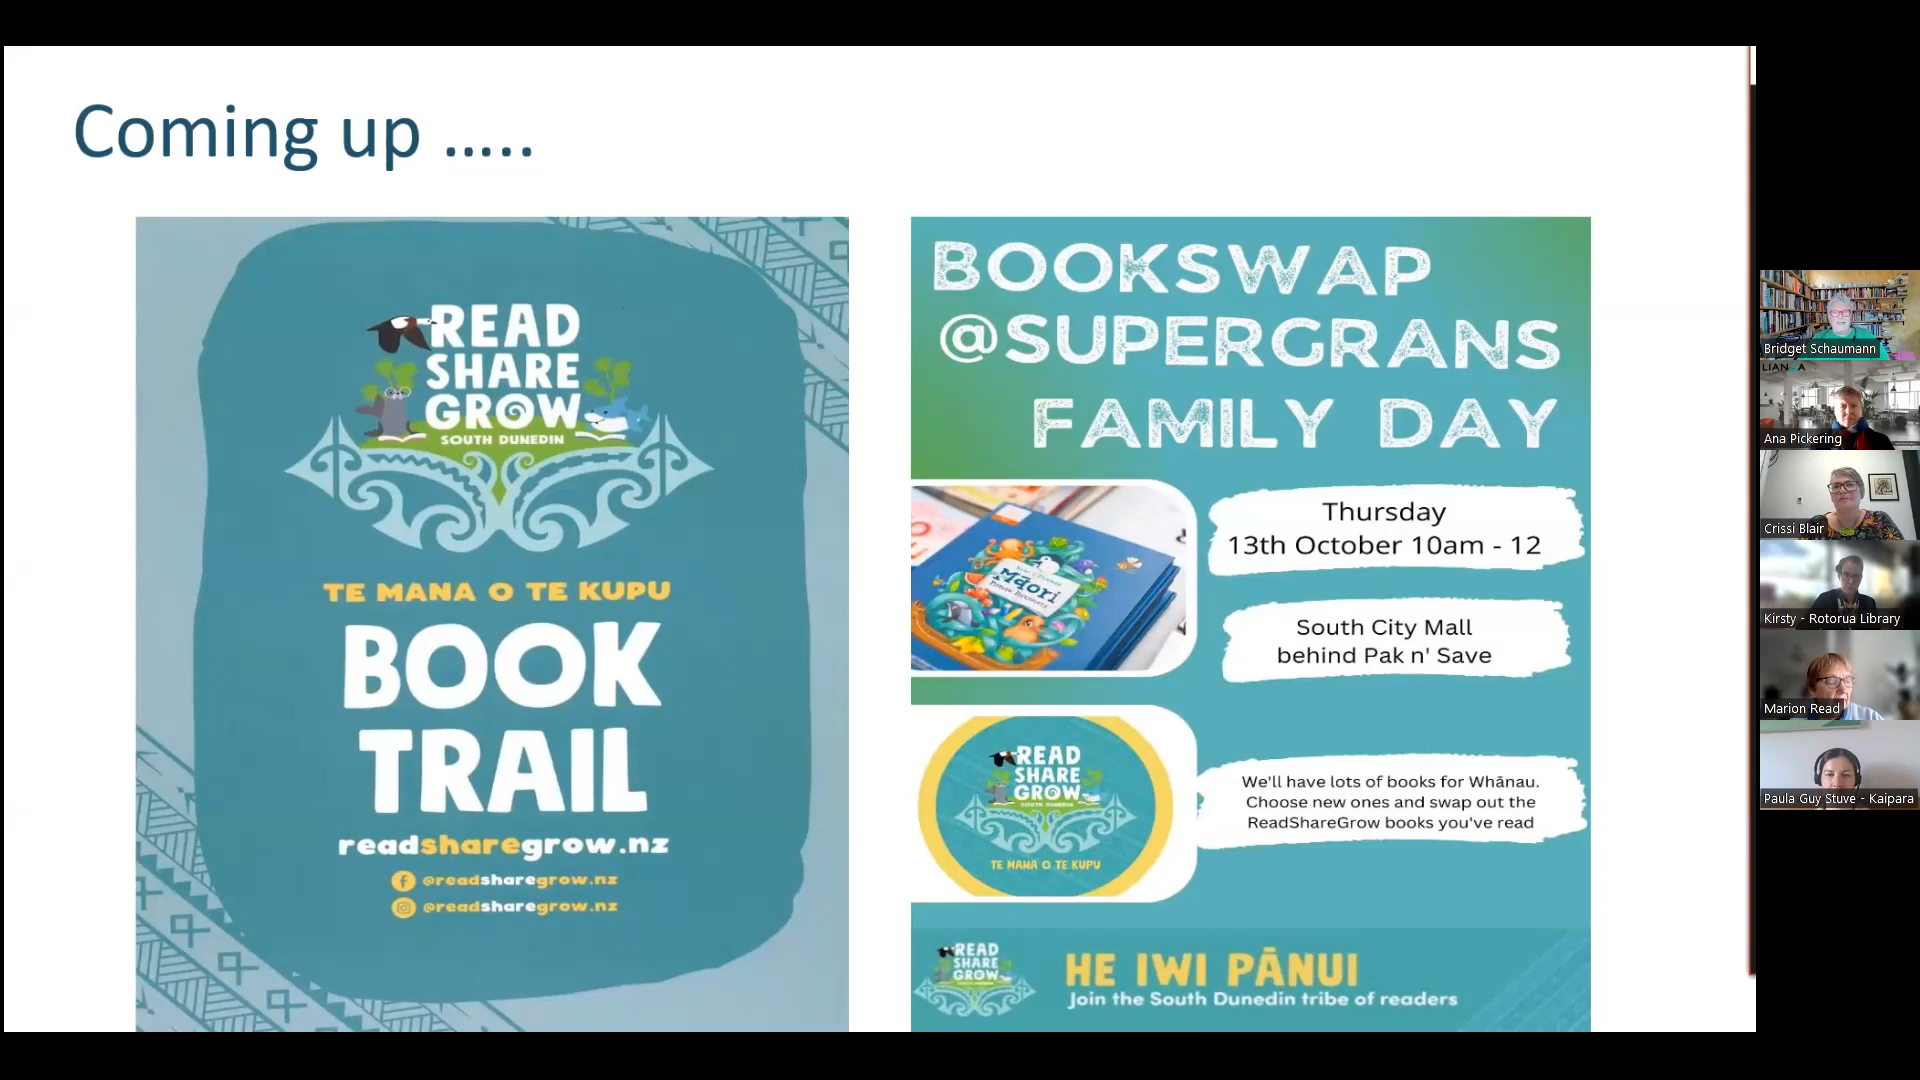 Coming up .....
READ
SHARE
GROW
SOUTH DUNEDIN
TE MANA O TE KUPU
BOOK
TRAIL
readsharegrow.nz
@readsharegrow.nz
@readsharegrow.nz
BOOKSWAP
@SUPERGRANS
FAMILY DAY
Māori
Thursday
13th October 10am - 12
South City Mall
behind Pak n' Save
READ
SHARE
GROW
SOUTH DUNEDIN
TE MANA O TE KUPU
We'll have lots of books for Whānau.
Choose new ones and swap out the
ReadShareGrow books you've read
READ
SHARE
GROW
HE IWI PĀNUI
Join the South Dunedin tribe of readers
Bridget Schaumann
Ana Pickering
Crissi Blair
Kirsty - Rotorua Library
Marion Read
Paula Guy Stuve - Kaipara